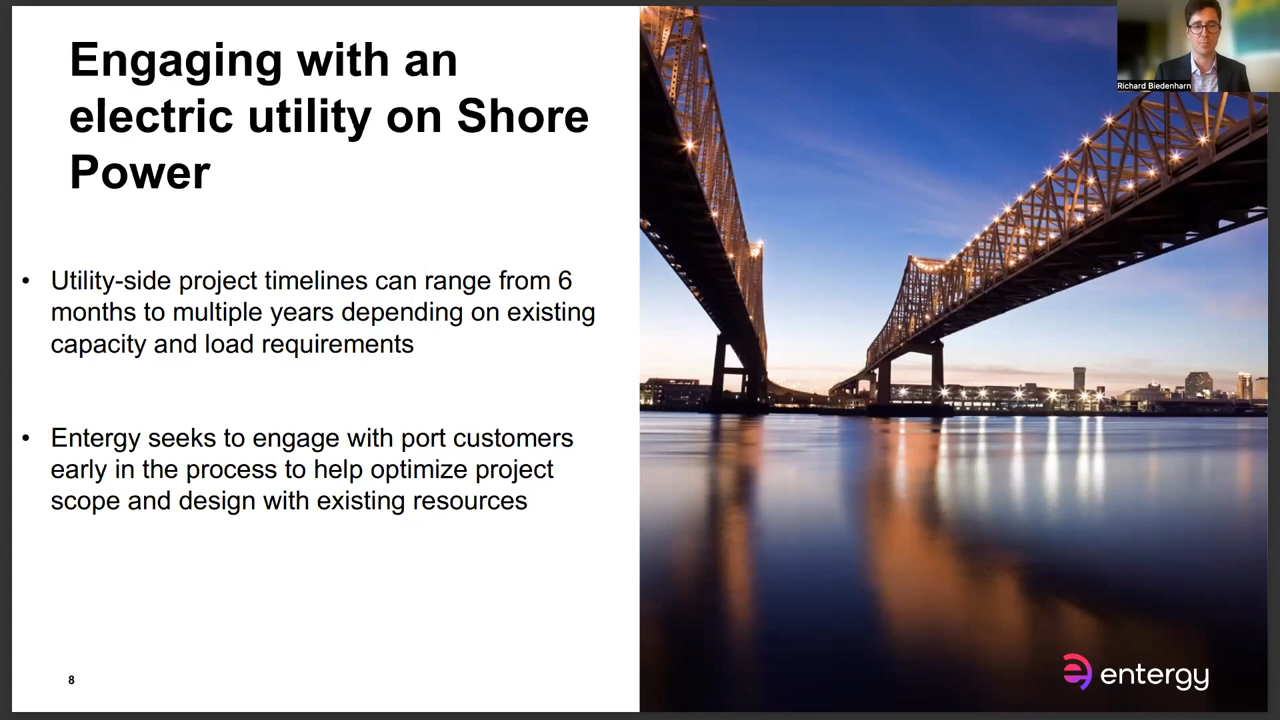 Engaging with an
electric utility on Shore
Power
Richard Biedenharn
• Utility-side project timelines can range from 6
months to multiple years depending on existing
capacity and load requirements
• Entergy seeks to engage with port customers
early in the process to help optimize project
scope and design with existing resources
8
entergy